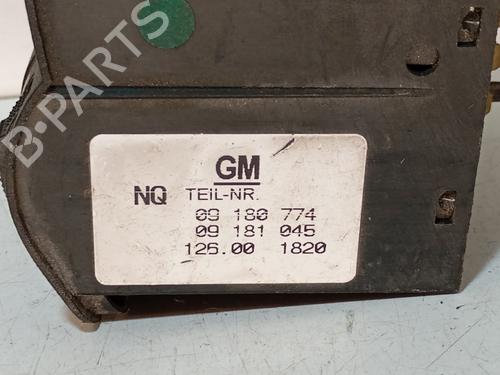 GM
NQ TEIL-NR.
09 180 774
09 181 045
126.00 1820
B-PARTS